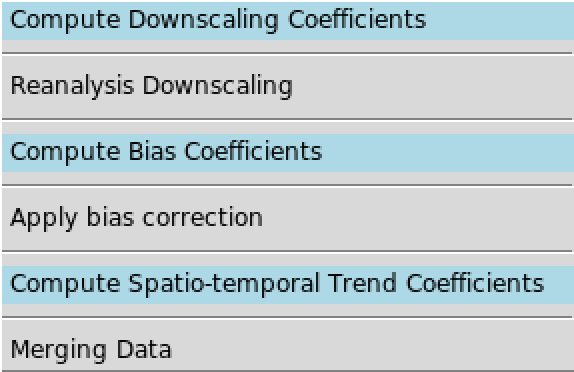 Compute Downscaling Coefficients
Reanalysis Downscaling
Compute Bias Coefficients
Apply bias correction
Compute Spatio-temporal Trend Coefficients
Merging Data